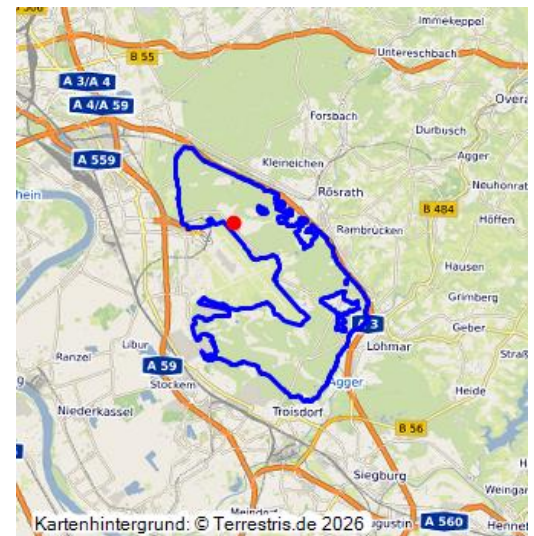 Immekeppel
B 55
Untereschbach
A 3/A 4
A 4/A 59
Overa
Forsbach
Durbusch
A 559
Kleineichen
Agger
Neuhonrat
hein
Rösrath
B 484
Höffen
Rambrücken
Hausen
Grimberg
Geber
Libur
Lohmar
Ranzel
A 59
Straß
Stockem
Agger
Heide
Niederkassel
Troisdorf
B 56
Siegburg
Weingar
Kartenhintergrund: © Terrestris.de 2026
A 560
Hennef